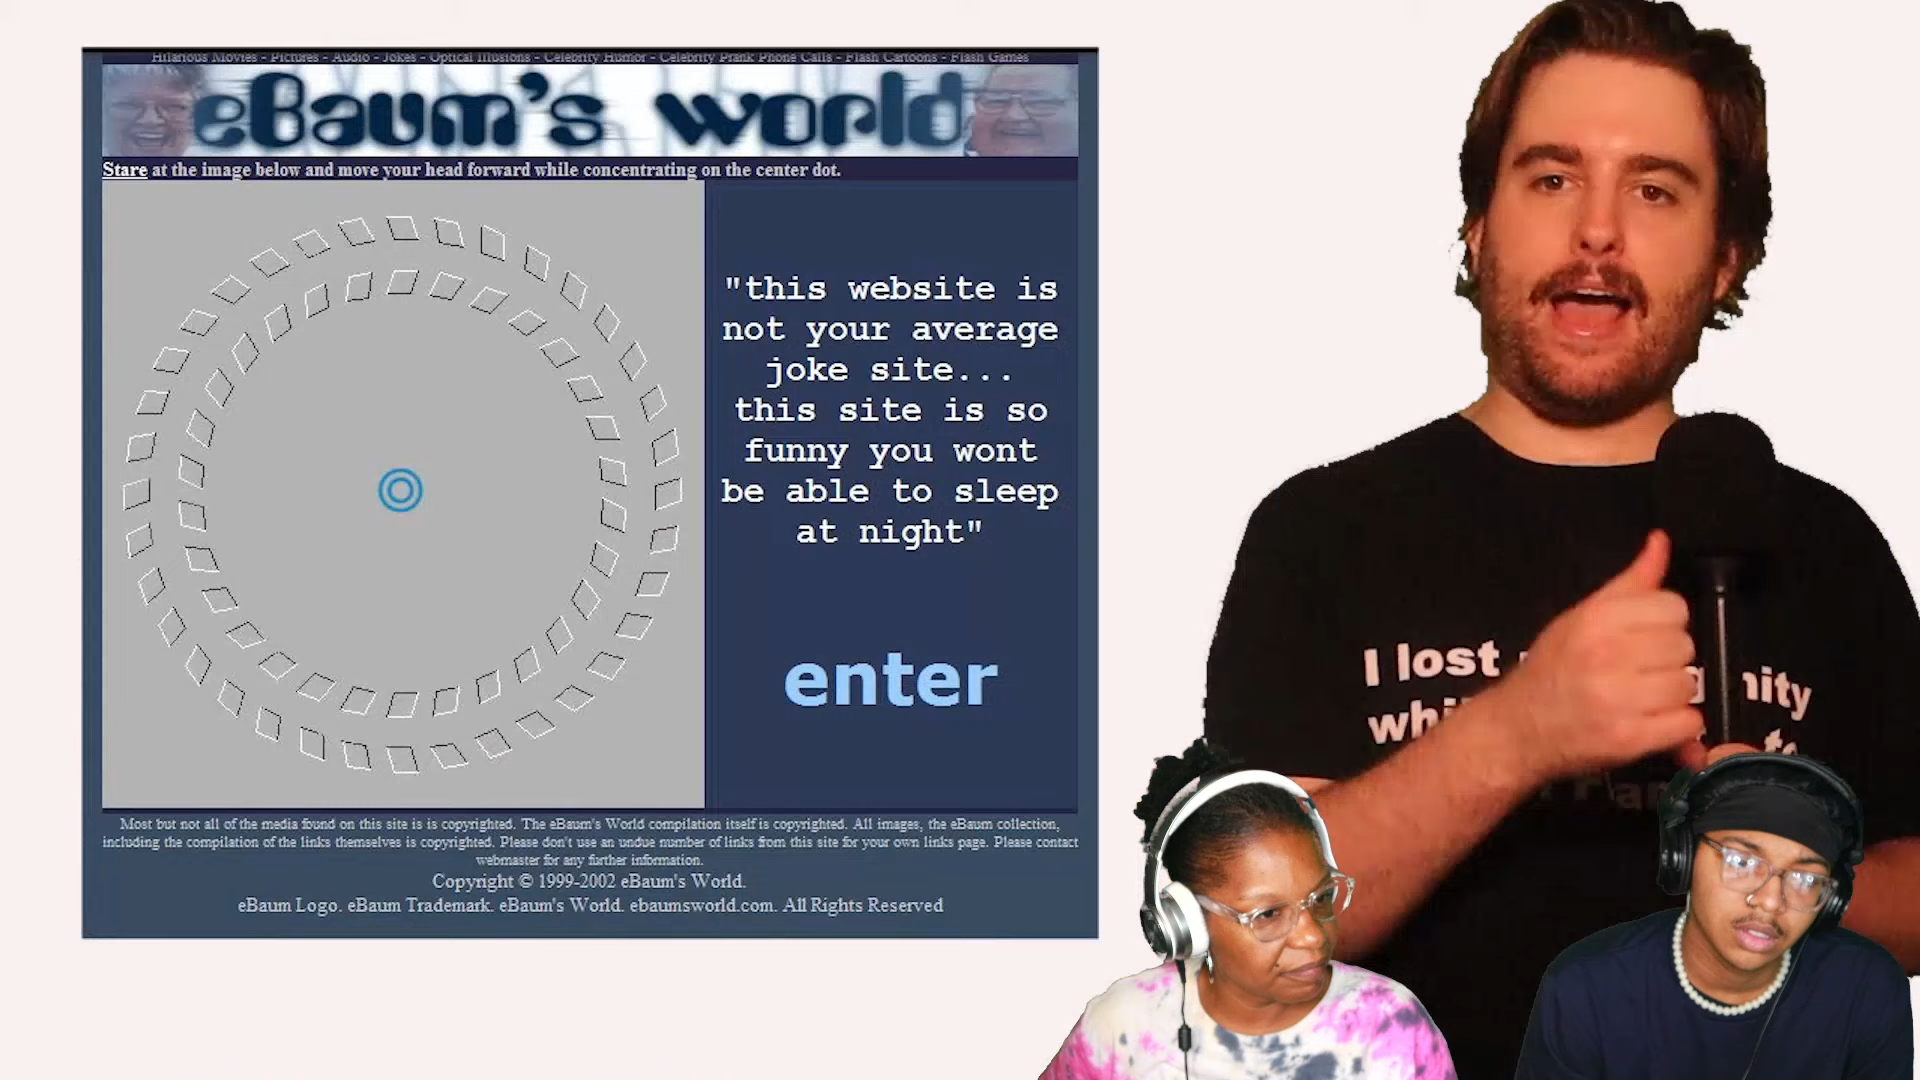 Hilarious Movies - Pictures - Audio - Jokes - Optical Illusions - Celebrity Humor - Celebrity Prank Phone Calls - Flash Cartoons - Flash Games
eBaum's world
Stare at the image below and move your head forward while concentrating on the center dot.
"this website is
not your average
joke site...
this site is so
funny you wont
be able to sleep
at night"
enter
Most but not all of the media found on this site is is copyrighted. The eBaum's World compilation itself is copyrighted. All images, the eBaum collection,
including the compilation of the links themselves is copyrighted. Please don't use an undue number of links from this site for your own links page. Please contact
webmaster for any further information.
Copyright © 1999-2002 eBaum's World.
eBaum Logo. eBaum Trademark. eBaum's World. ebaumsworld.com. All Rights Reserved
I lost